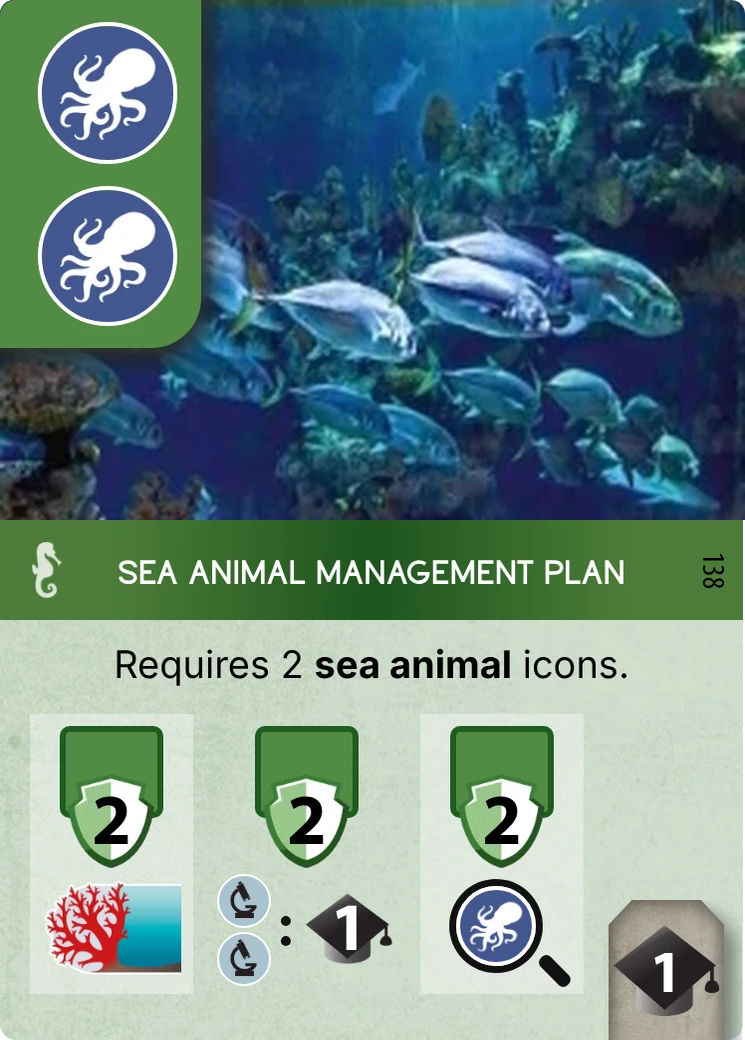 SEA ANIMAL MANAGEMENT PLAN
138
Requires 2 sea animal icons.
2 2 2
: 1
1